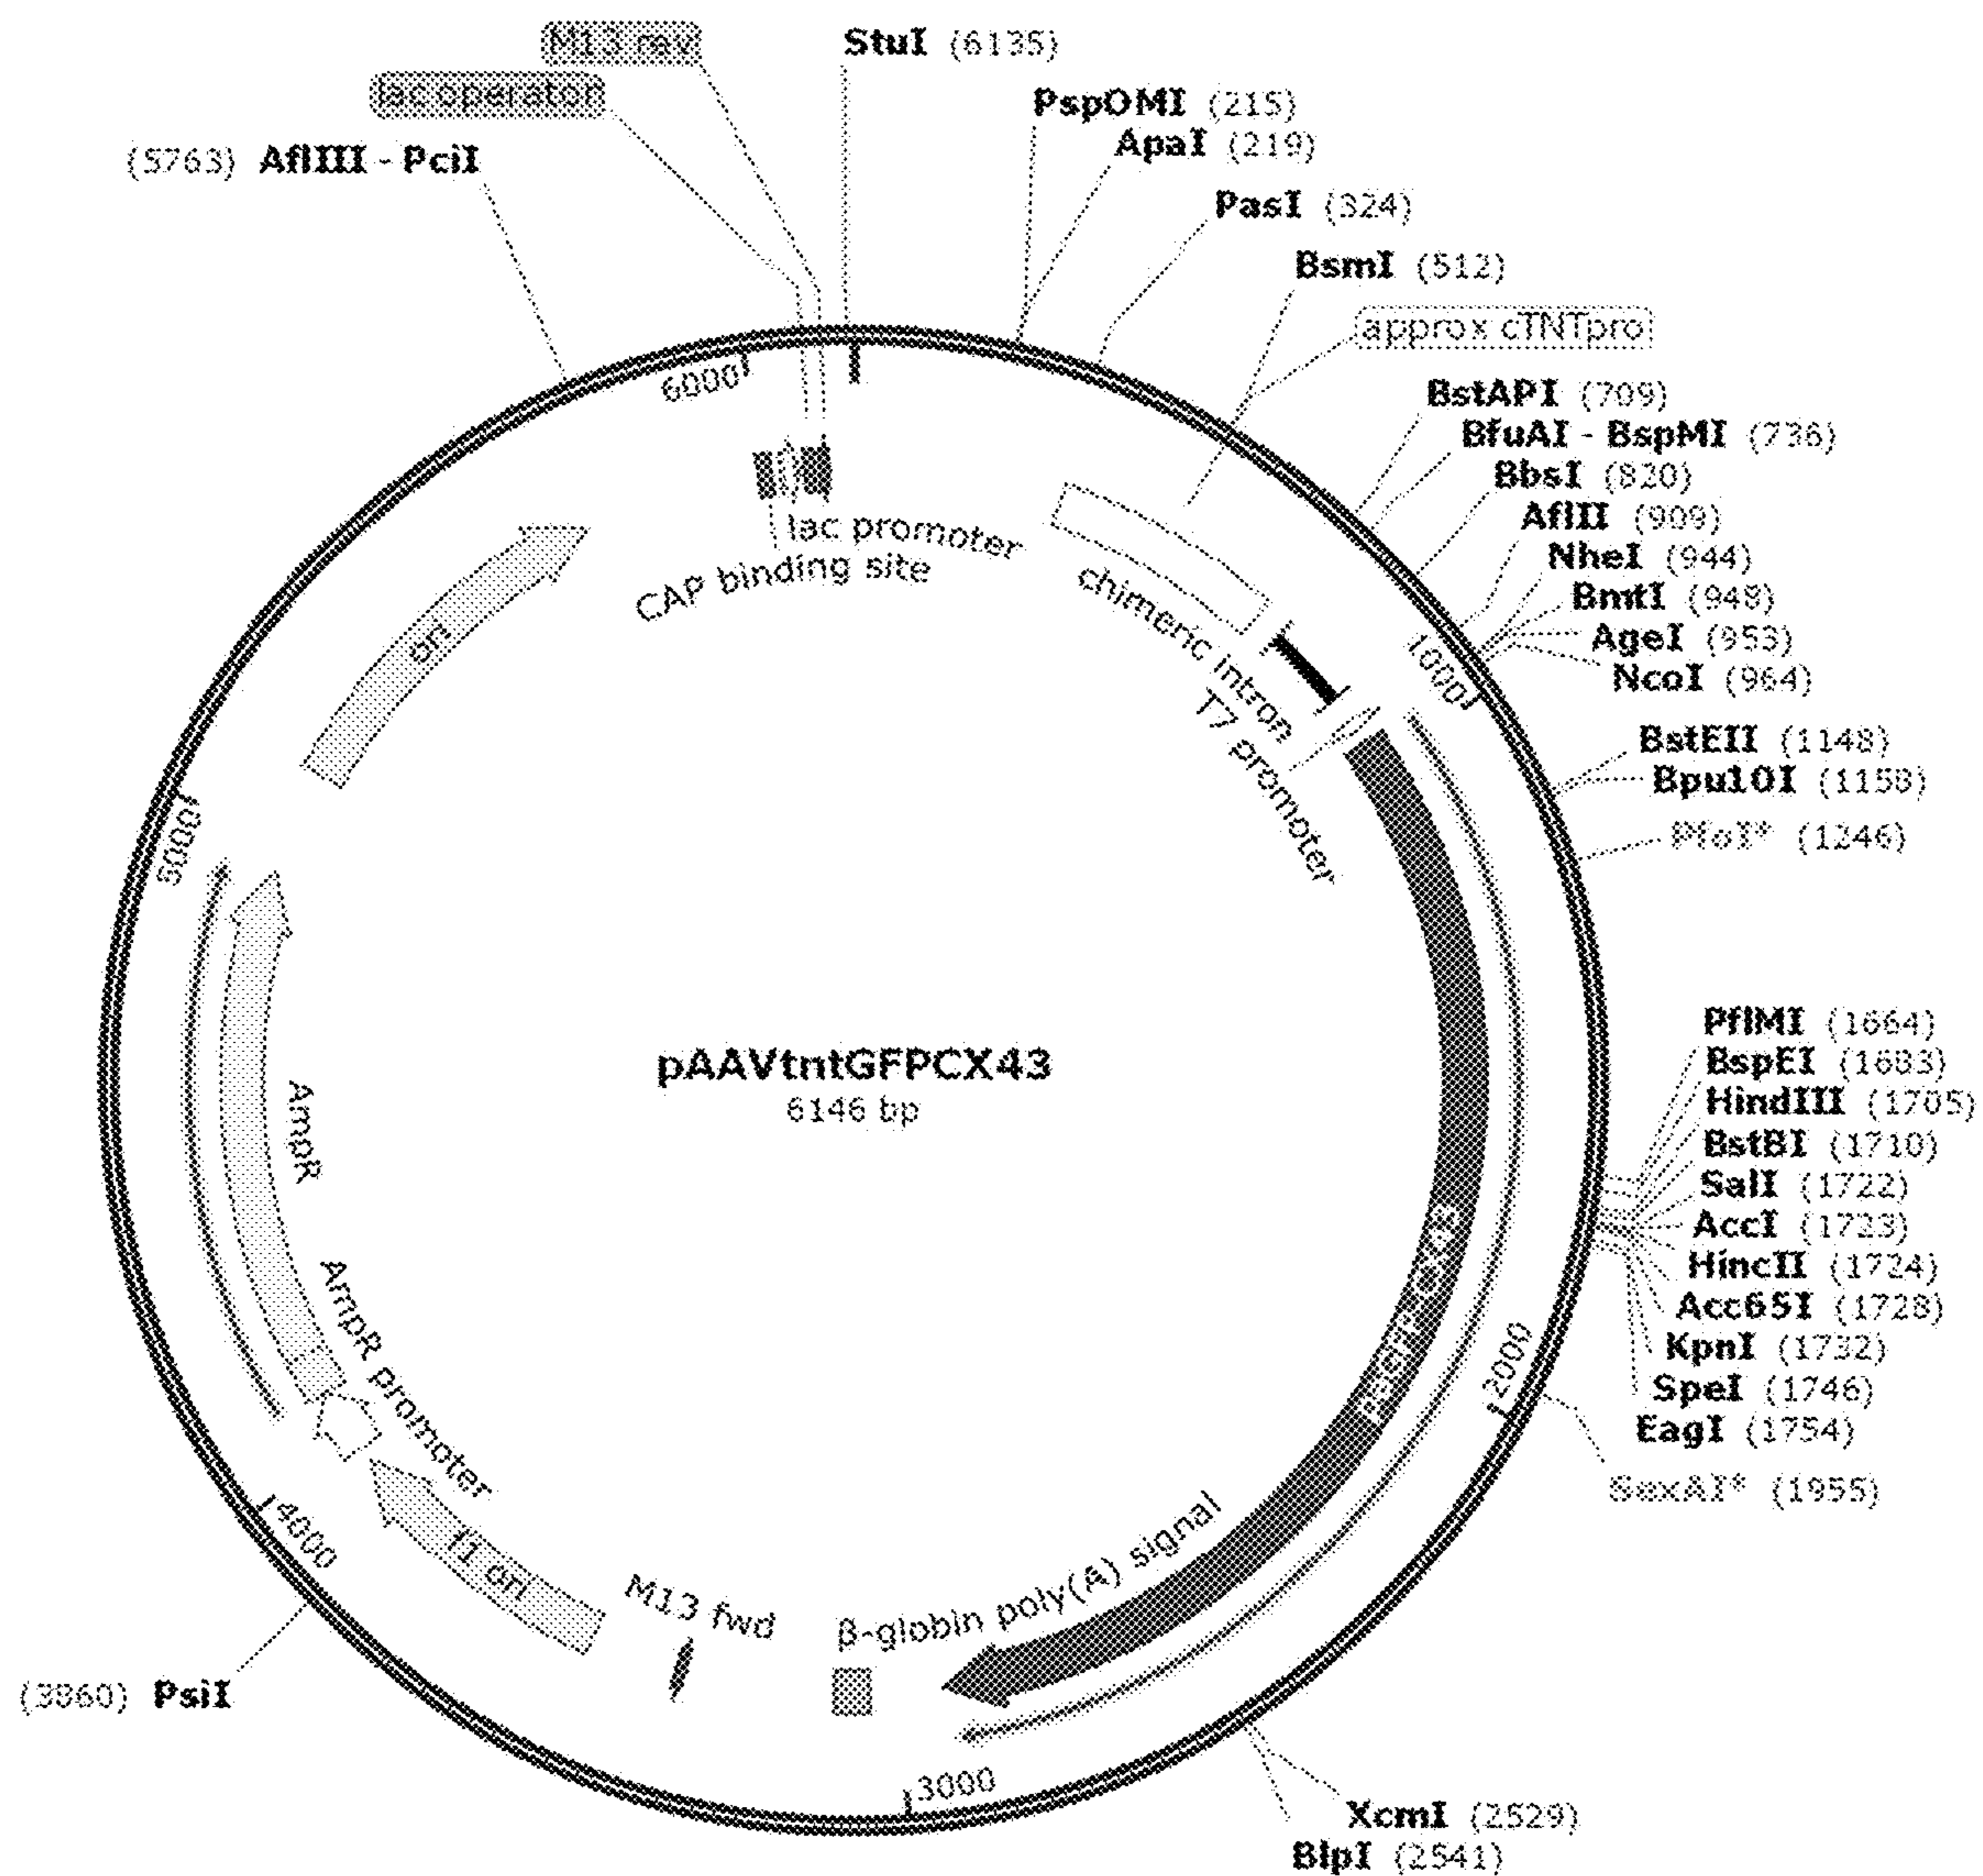 M13 rev
StuI (6135)
lac operator
PspOMI (215)
ApaI (219)
(5763) AflIII - PciI
PasI (324)
BsmI (512)
approx cTNTpro
6000
BstAPI (709)
BfuAI - BspMI (736)
BbsI (820)
AflII (909)
NheI (944)
BmtI (948)
AgeI (953)
NcoI (964)
lac promoter
CAP binding site
chimeric intron
T7 promoter
ori
1000
BstEII (1148)
Bpu10I (1158)
PfoI* (1246)
5000
pAAVtntGFPCX43
6146 bp
PflMI (1664)
BspEI (1683)
HindIII (1705)
BstBI (1710)
SalI (1722)
AccI (1723)
HincII (1724)
Acc65I (1728)
KpnI (1732)
SpeI (1746)
EagI (1754)
SexAI* (1955)
AmpR
AmpR promoter
2000
4000
f1 ori
M13 fwd
β-globin poly(A) signal
(3860) PsiI
3000
XcmI (2529)
BlpI (2541)